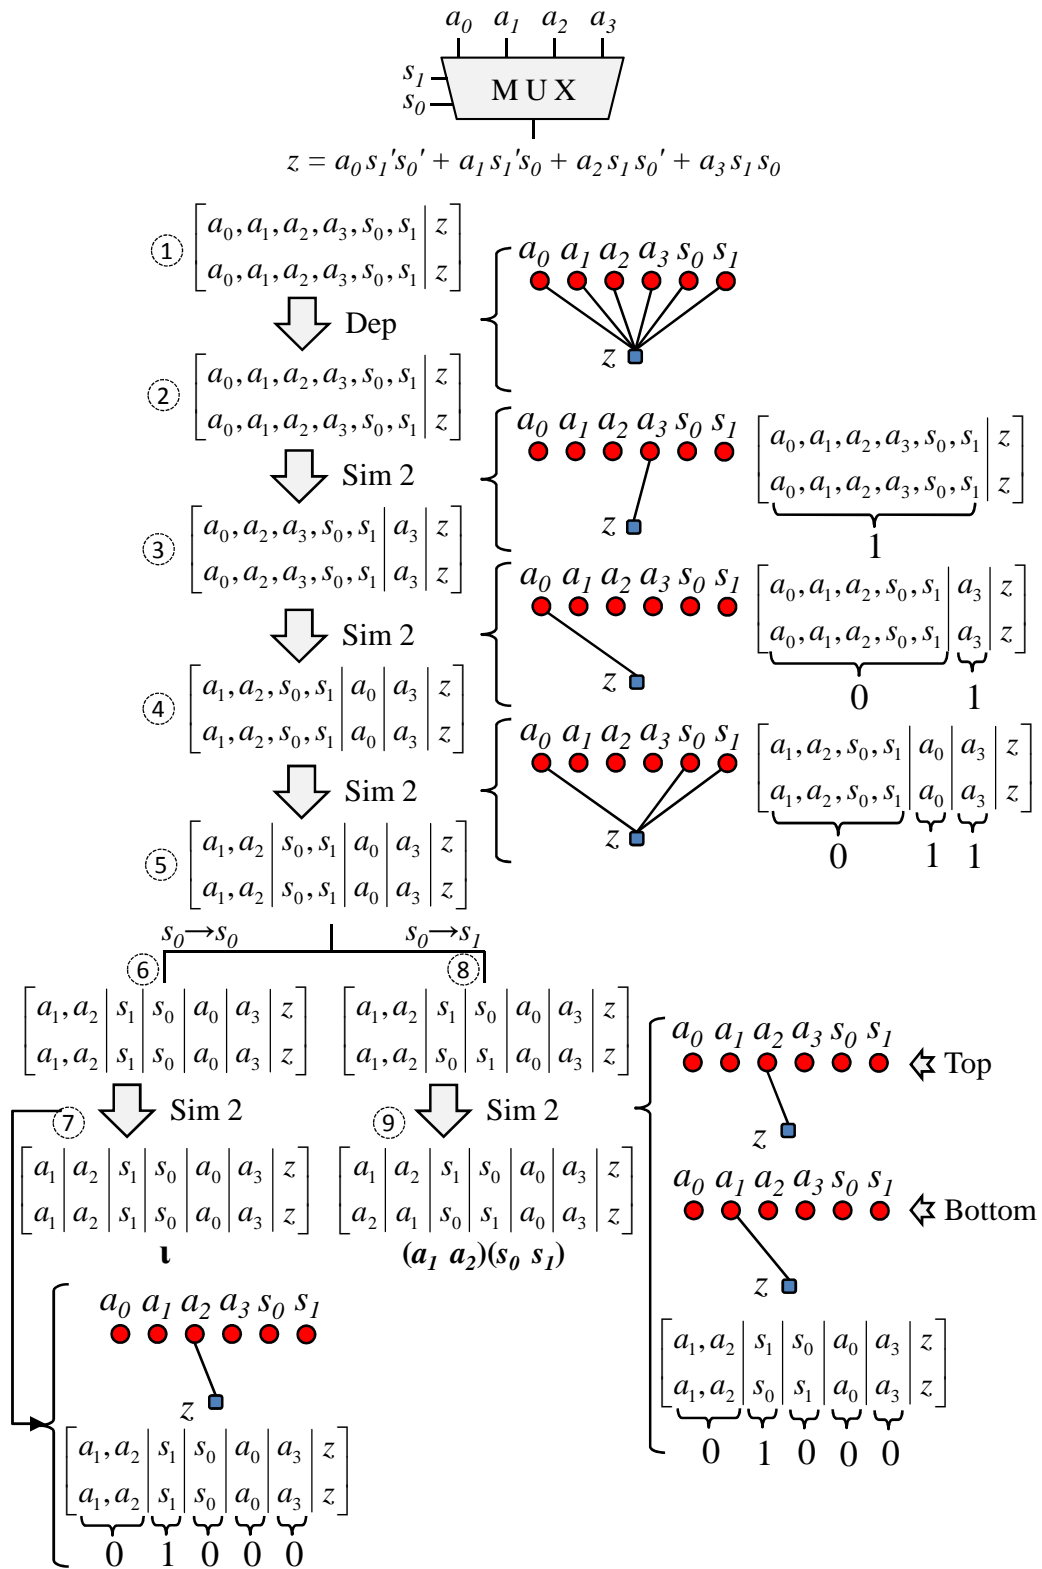 a0 a1 a2 a3
s1
MUX
s0
z = a0 s1's0' + a1 s1's0 + a2 s1 s0' + a3 s1 s0
① [a0, a1, a2, a3, s0, s1 | z]
[a0, a1, a2, a3, s0, s1 | z]
Dep
a0 a1 a2 a3 s0 s1
z
② [a0, a1, a2, a3, s0, s1 | z]
[a0, a1, a2, a3, s0, s1 | z]
Sim 2
a0 a1 a2 a3 s0 s1
z
[a0, a1, a2, a3, s0, s1 | z]
[a0, a1, a2, a3, s0, s1 | z]
1
③ [a0, a2, a3, s0, s1 | a3 | z]
[a0, a2, a3, s0, s1 | a3 | z]
Sim 2
a0 a1 a2 a3 s0 s1
z
[a0, a1, a2, s0, s1 | a3 | z]
[a0, a1, a2, s0, s1 | a3 | z]
0 1
④ [a1, a2, s0, s1 | a0 | a3 | z]
[a1, a2, s0, s1 | a0 | a3 | z]
Sim 2
a0 a1 a2 a3 s0 s1
z
[a1, a2, s0, s1 | a0 | a3 | z]
[a1, a2, s0, s1 | a0 | a3 | z]
0 1 1
⑤ [a1, a2 | s0, s1 | a0 | a3 | z]
[a1, a2 | s0, s1 | a0 | a3 | z]
s0→s0
s0→s1
⑥ [a1, a2 | s1 | s0 | a0 | a3 | z]
[a1, a2 | s1 | s0 | a0 | a3 | z]
Sim 2
⑦ [a1 | a2 | s1 | s0 | a0 | a3 | z]
[a1 | a2 | s1 | s0 | a0 | a3 | z]
ι
⑧ [a1, a2 | s1 | s0 | a0 | a3 | z]
[a1, a2 | s0 | s1 | a0 | a3 | z]
Sim 2
⑨ [a1 | a2 | s1 | s0 | a0 | a3 | z]
[a2 | a1 | s0 | s1 | a0 | a3 | z]
(a1 a2)(s0 s1)
a0 a1 a2 a3 s0 s1
Top
z
a0 a1 a2 a3 s0 s1
Bottom
z
[a1, a2 | s1 | s0 | a0 | a3 | z]
[a1, a2 | s0 | s1 | a0 | a3 | z]
0 1 0 0 0
a0 a1 a2 a3 s0 s1
z
[a1, a2 | s1 | s0 | a0 | a3 | z]
[a1, a2 | s1 | s0 | a0 | a3 | z]
0 1 0 0 0